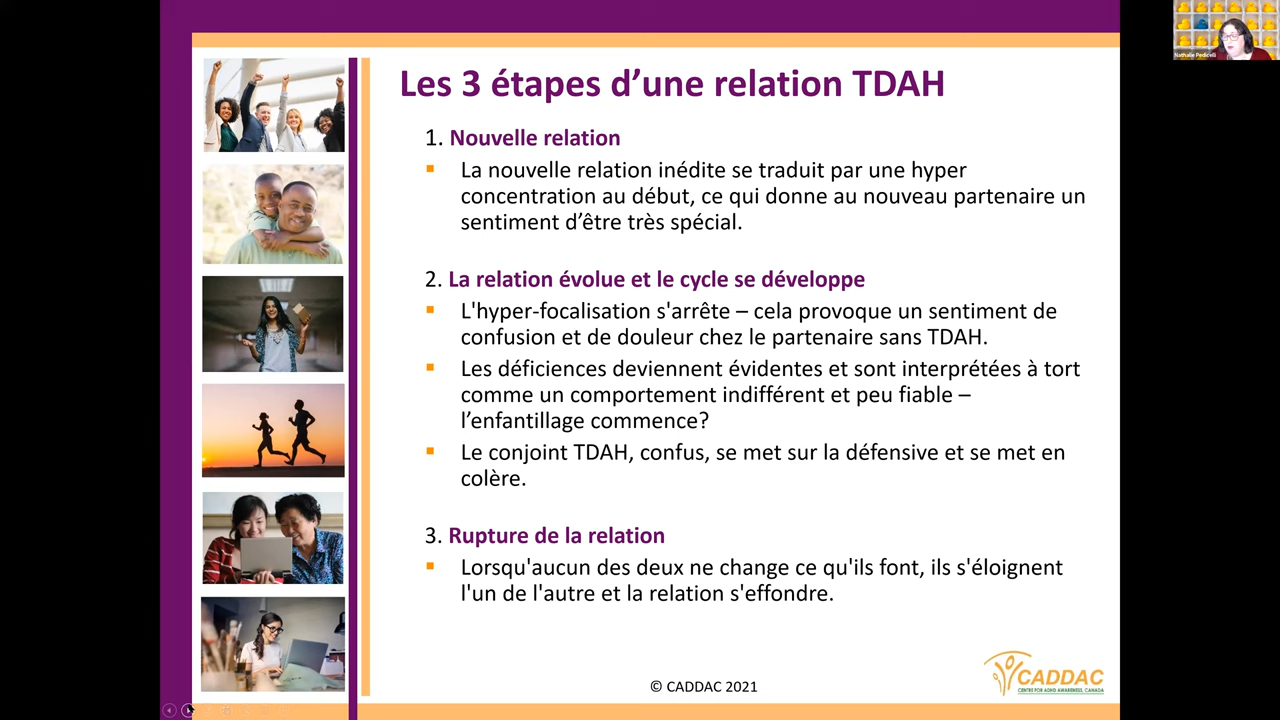 Les 3 étapes d’une relation TDAH
1. Nouvelle relation
La nouvelle relation inédite se traduit par une hyper
concentration au début, ce qui donne au nouveau partenaire un
sentiment d’être très spécial.
2. La relation évolue et le cycle se développe
L'hyper-focalisation s'arrête – cela provoque un sentiment de
confusion et de douleur chez le partenaire sans TDAH.
Les déficiences deviennent évidentes et sont interprétées à tort
comme un comportement indifférent et peu fiable –
l’enfantillage commence?
Le conjoint TDAH, confus, se met sur la défensive et se met en
colère.
3. Rupture de la relation
Lorsqu'aucun des deux ne change ce qu'ils font, ils s'éloignent
l'un de l'autre et la relation s'effondre.
© CADDAC 2021
CADDAC
CENTRE FOR ADHD AWARENESS, CANADA
Nathalie Pedicelli